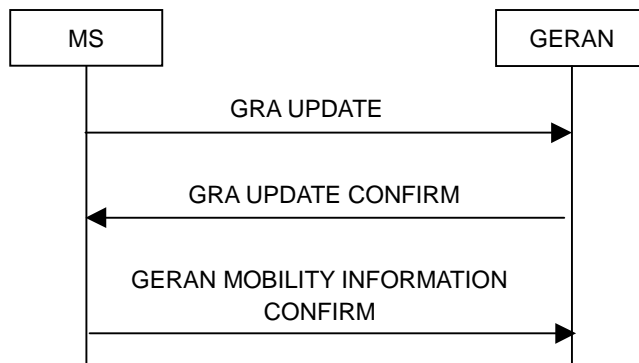 MS
GERAN
GRA UPDATE
GRA UPDATE CONFIRM
GERAN MOBILITY INFORMATION
CONFIRM